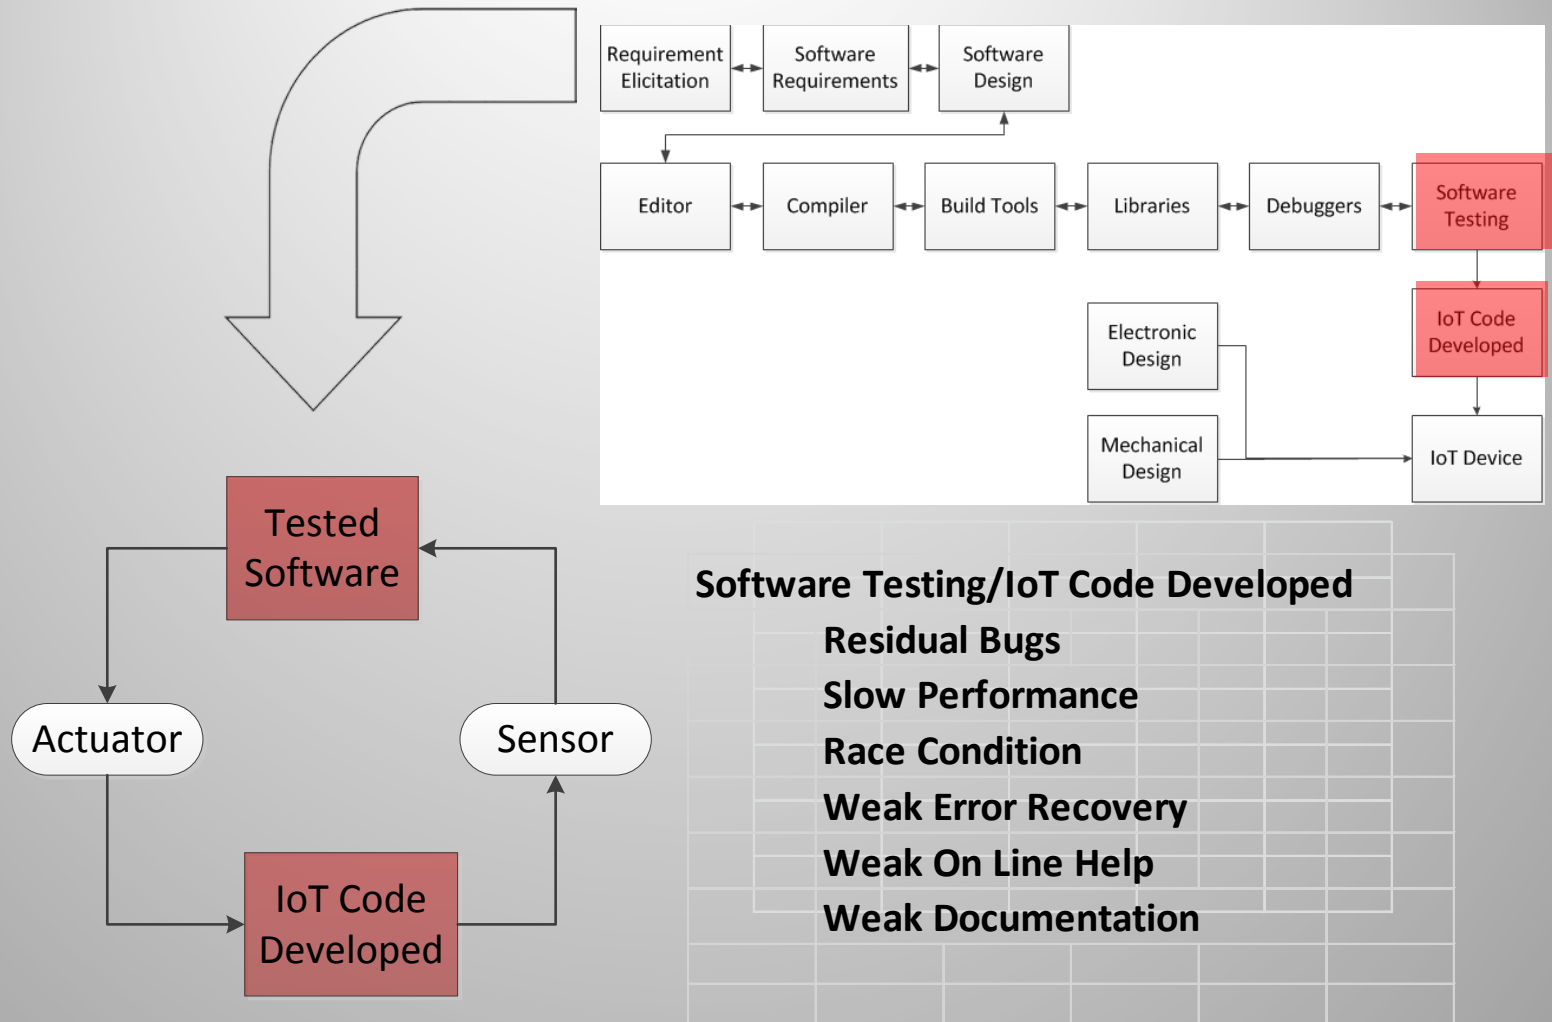 Requirement
Elicitation
Software
Requirements
Software
Design
Editor
Compiler
Build Tools
Libraries
Debuggers
Software
Testing
Electronic
Design
IoT Code
Developed
Mechanical
Design
IoT Device
Tested
Software
Actuator
Sensor
IoT Code
Developed
Software Testing/IoT Code Developed
Residual Bugs
Slow Performance
Race Condition
Weak Error Recovery
Weak On Line Help
Weak Documentation